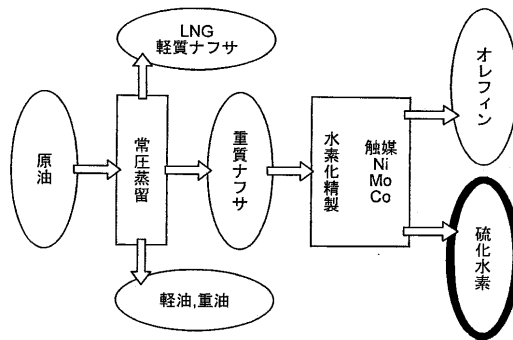 LNG
軽質ナフサ
原油
常圧蒸留
重質ナフサ
軽油,重油
水素化精製
触媒
Ni
Mo
Co
オレフィン
硫化水素